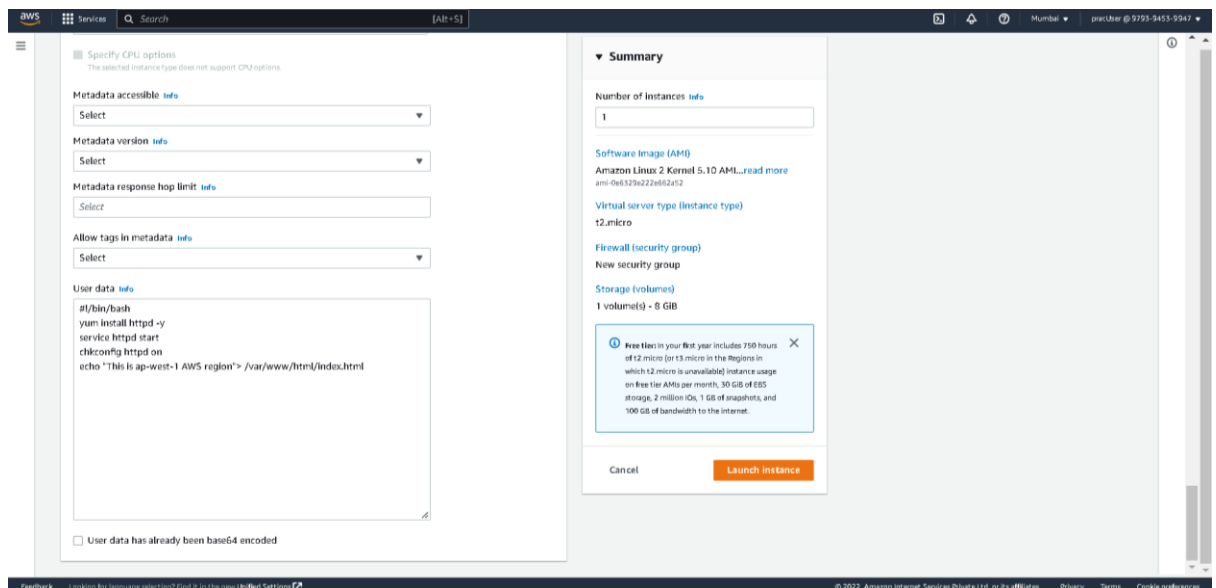 aws
Services
Search
[Alt+S]
Mumbai
pracUser @ 9793-9453-9947
Specify CPU options
The selected instance type does not support CPU options.
Metadata accessible Info
Select
Metadata version Info
Select
Metadata response hop limit Info
Select
Allow tags in metadata Info
Select
User data Info
#!/bin/bash
yum install httpd -y
service httpd start
chkconfig httpd on
echo "This is ap-west-1 AWS region"> /var/www/html/index.html
User data has already been base64 encoded
Summary
Number of instances Info
1
Software Image (AMI)
Amazon Linux 2 Kernel 5.10 AMI...read more
ami-0e6329e222e662a52
Virtual server type (instance type)
t2.micro
Firewall (security group)
New security group
Storage (volumes)
1 volume(s) - 8 GiB
Free tier: In your first year includes 750 hours
of t2.micro (or t3.micro in the Regions in
which t2.micro is unavailable) instance usage
on free tier AMIs per month, 30 GiB of EBS
storage, 2 million IOs, 1 GB of snapshots, and
100 GB of bandwidth to the internet.
Cancel
Launch instance
Feedback
Looking for language selection? Find it in the new Unified Settings
© 2022, Amazon Internet Services Private Ltd. or its affiliates.
Privacy
Terms
Cookie preferences